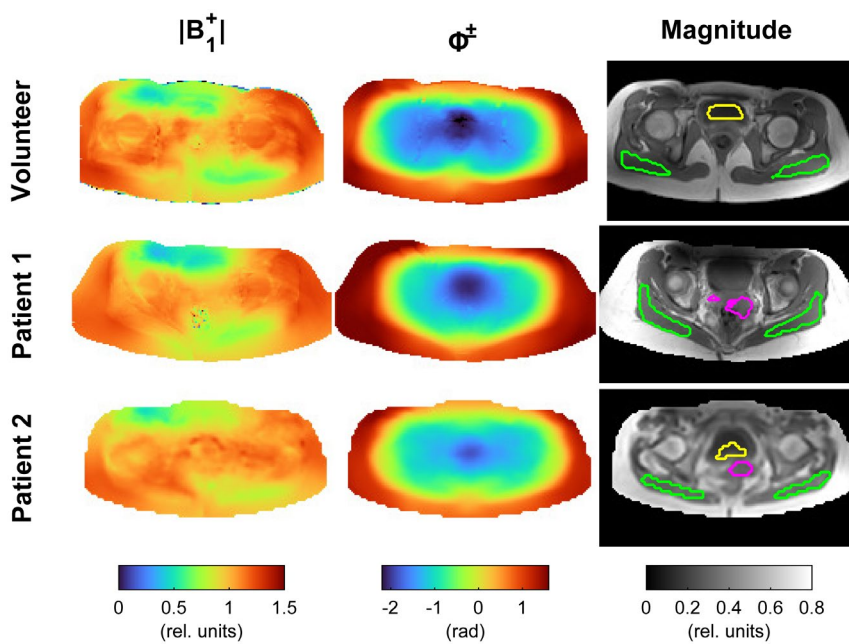 |B₁⁺| Φ± Magnitude
Volunteer
Patient 1
Patient 2
0 0.5 1 1.5 -2 -1 0 1 0 0.2 0.4 0.6 0.8
(rel. units) (rad) (rel. units)